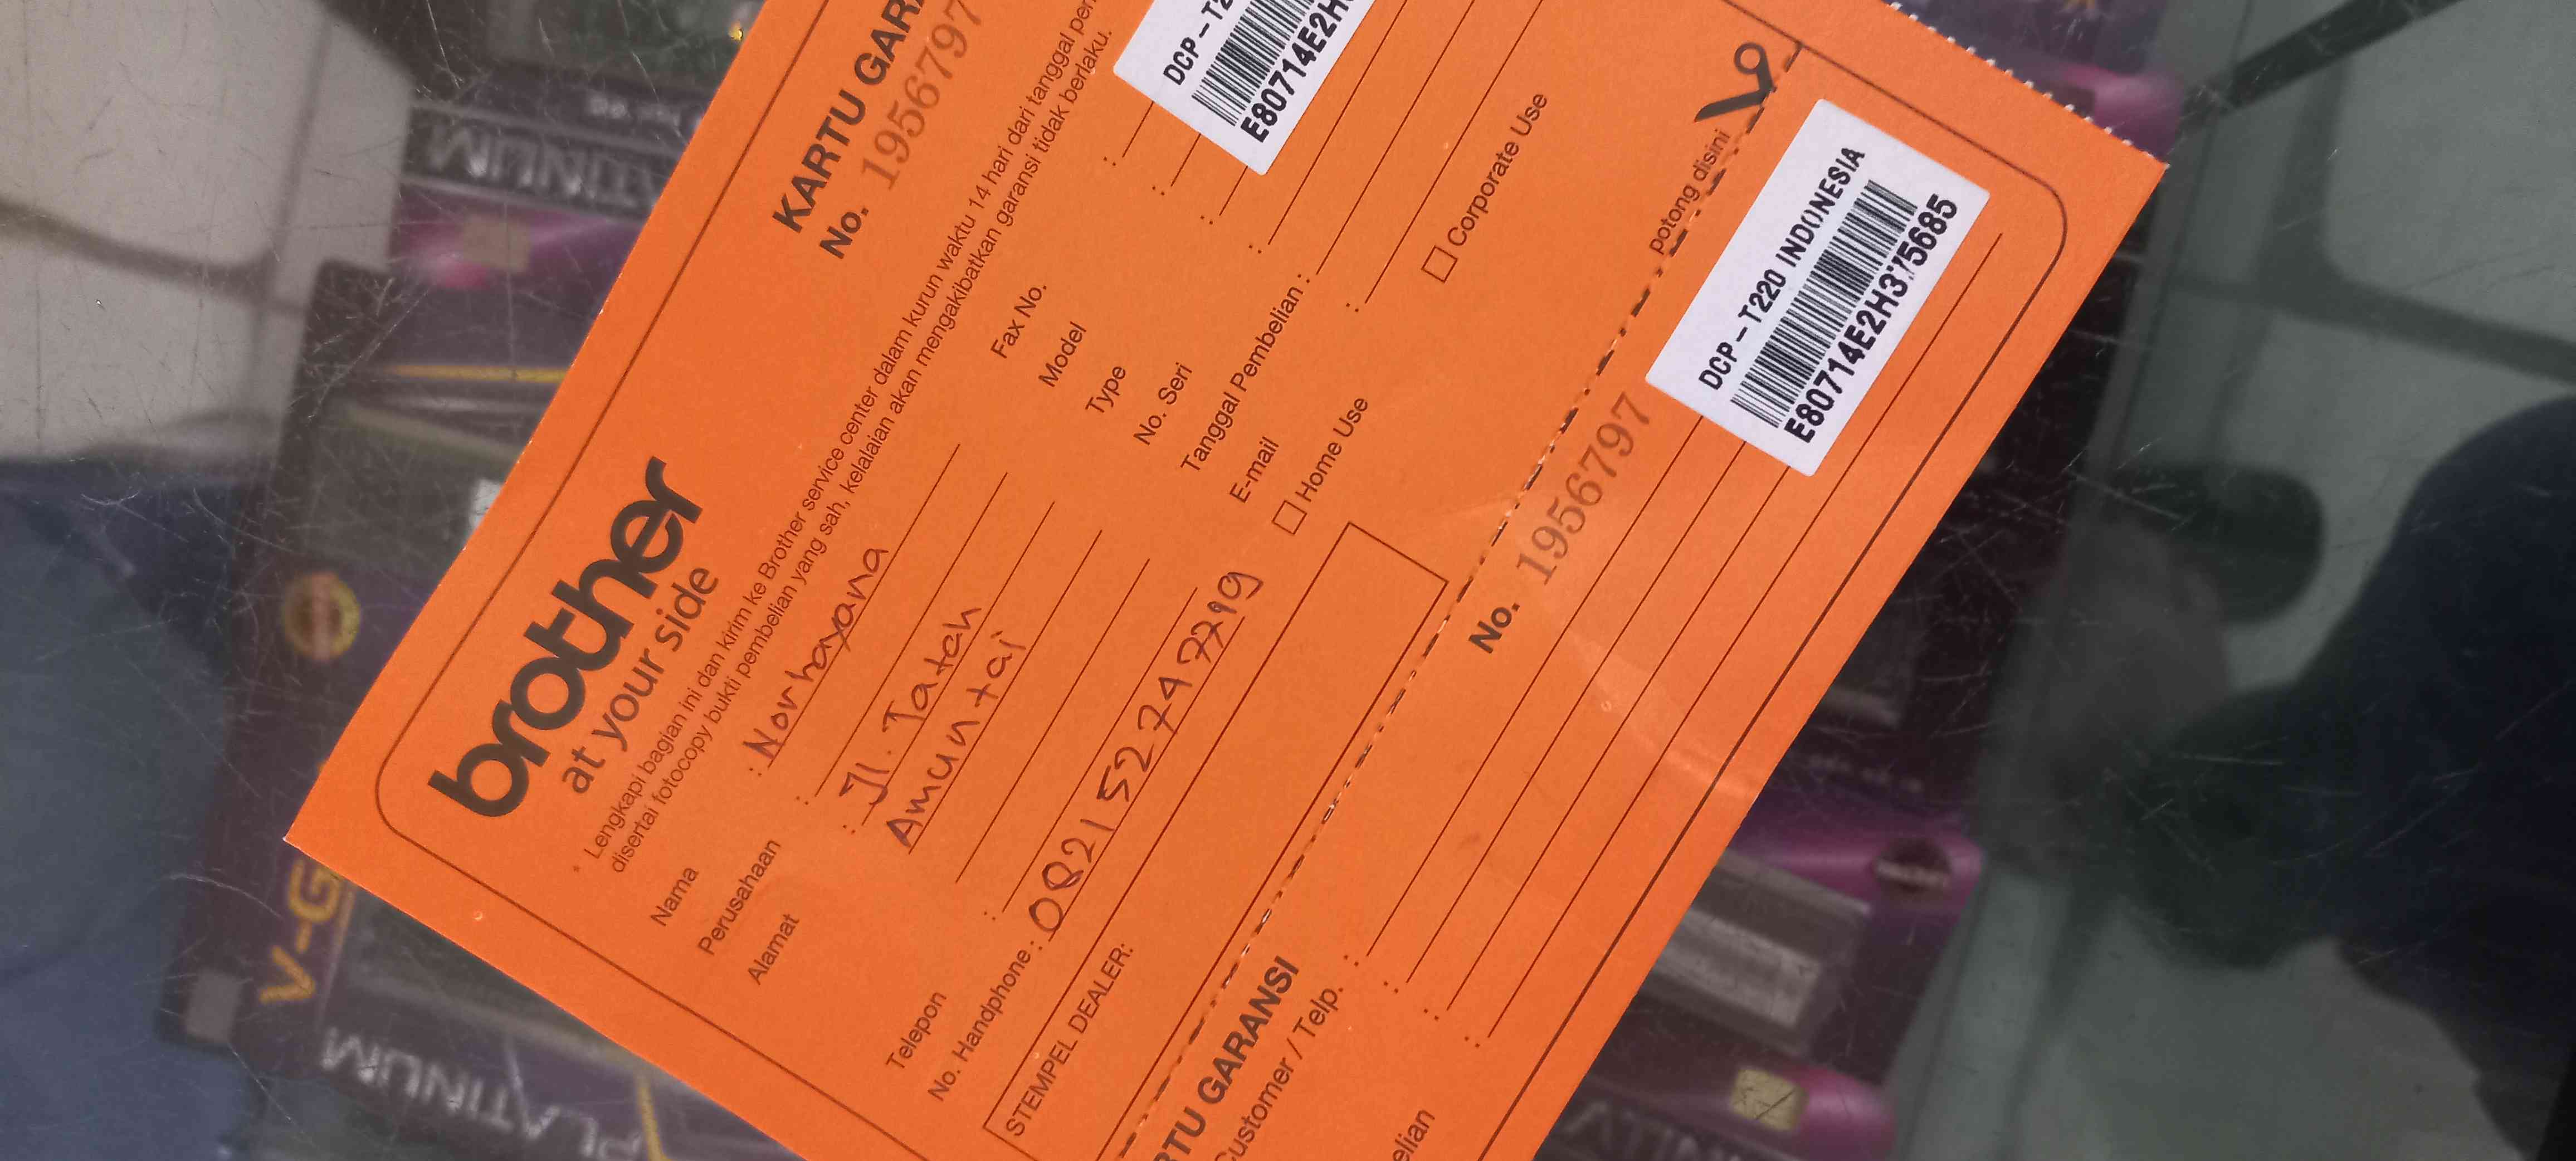 brother
at your side
KARTU GARA
No. 1956797
* Lengkapi bagian ini dan kirim ke Brother service center dalam kurun waktu 14 hari dari tanggal
disertai fotocopy bukti pembelian yang sah, kelalaian akan mengakibatkan garansi tidak berlaku.
Nama : Norhayana
Perusahaan :
Alamat : Jl. Tatah
Amuntai
Telepon :
No. Handphone : 082152747719
Fax No. :
Model :
Type :
No. Seri :
Tanggal Pembelian :
E-mail :
DCP-T2
E80714E2H
Home Use
Corporate Use
STEMPEL DEALER:
potong disini
RTU GARANSI
No. 1956797
Customer / Telp. :
elian
DCP-T220 INDONESIA
E80714E2H375685
V-G
PLATINUM